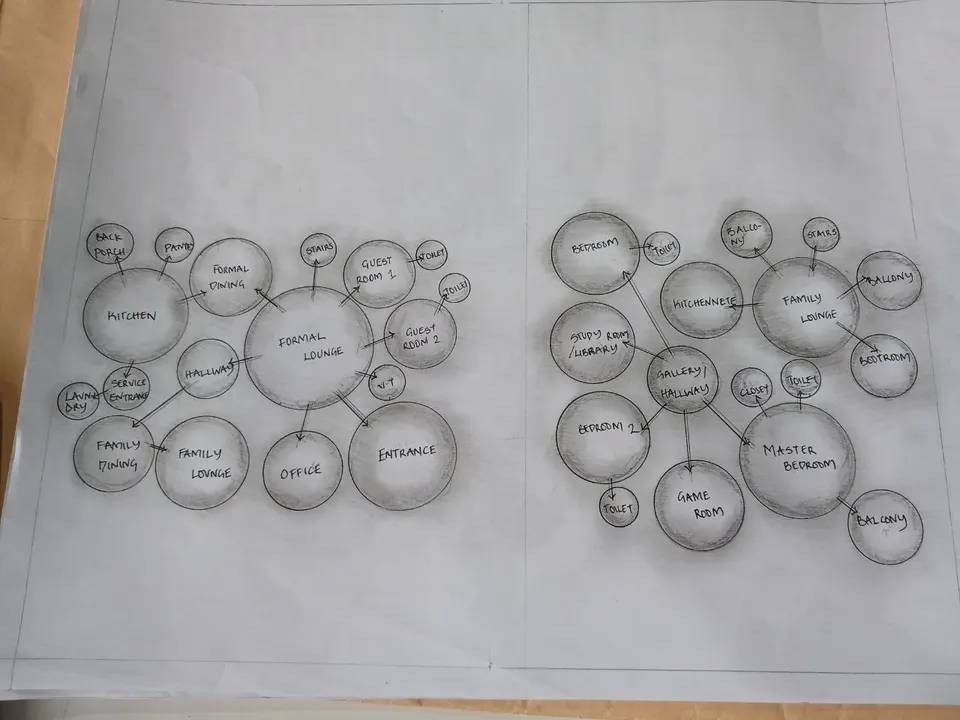 BACK
PORCH
PANTRY
KITCHEN
FORMAL
DINING
STAIRS
GUEST
ROOM 1
TOILET
TOILET
GUEST
ROOM 2
FORMAL
LOUNGE
HALLWAY
SERVICE
ENTRANCE
LAUN
DRY
FAMILY
DINING
FAMILY
LOUNGE
OFFICE
ENTRANCE
BEDROOM
TOILET
BALCO-
NY
STAIRS
KITCHENNETE
FAMILY
LOUNGE
BALLONY
BEDTROOM
STUDY ROOM
/LIBRARY
GALLERY/
HALLWAY
CLOSET
TOILET
BEDROOM 2
TOILET
GAME
ROOM
MASTER
BEDROOM
BALCONY